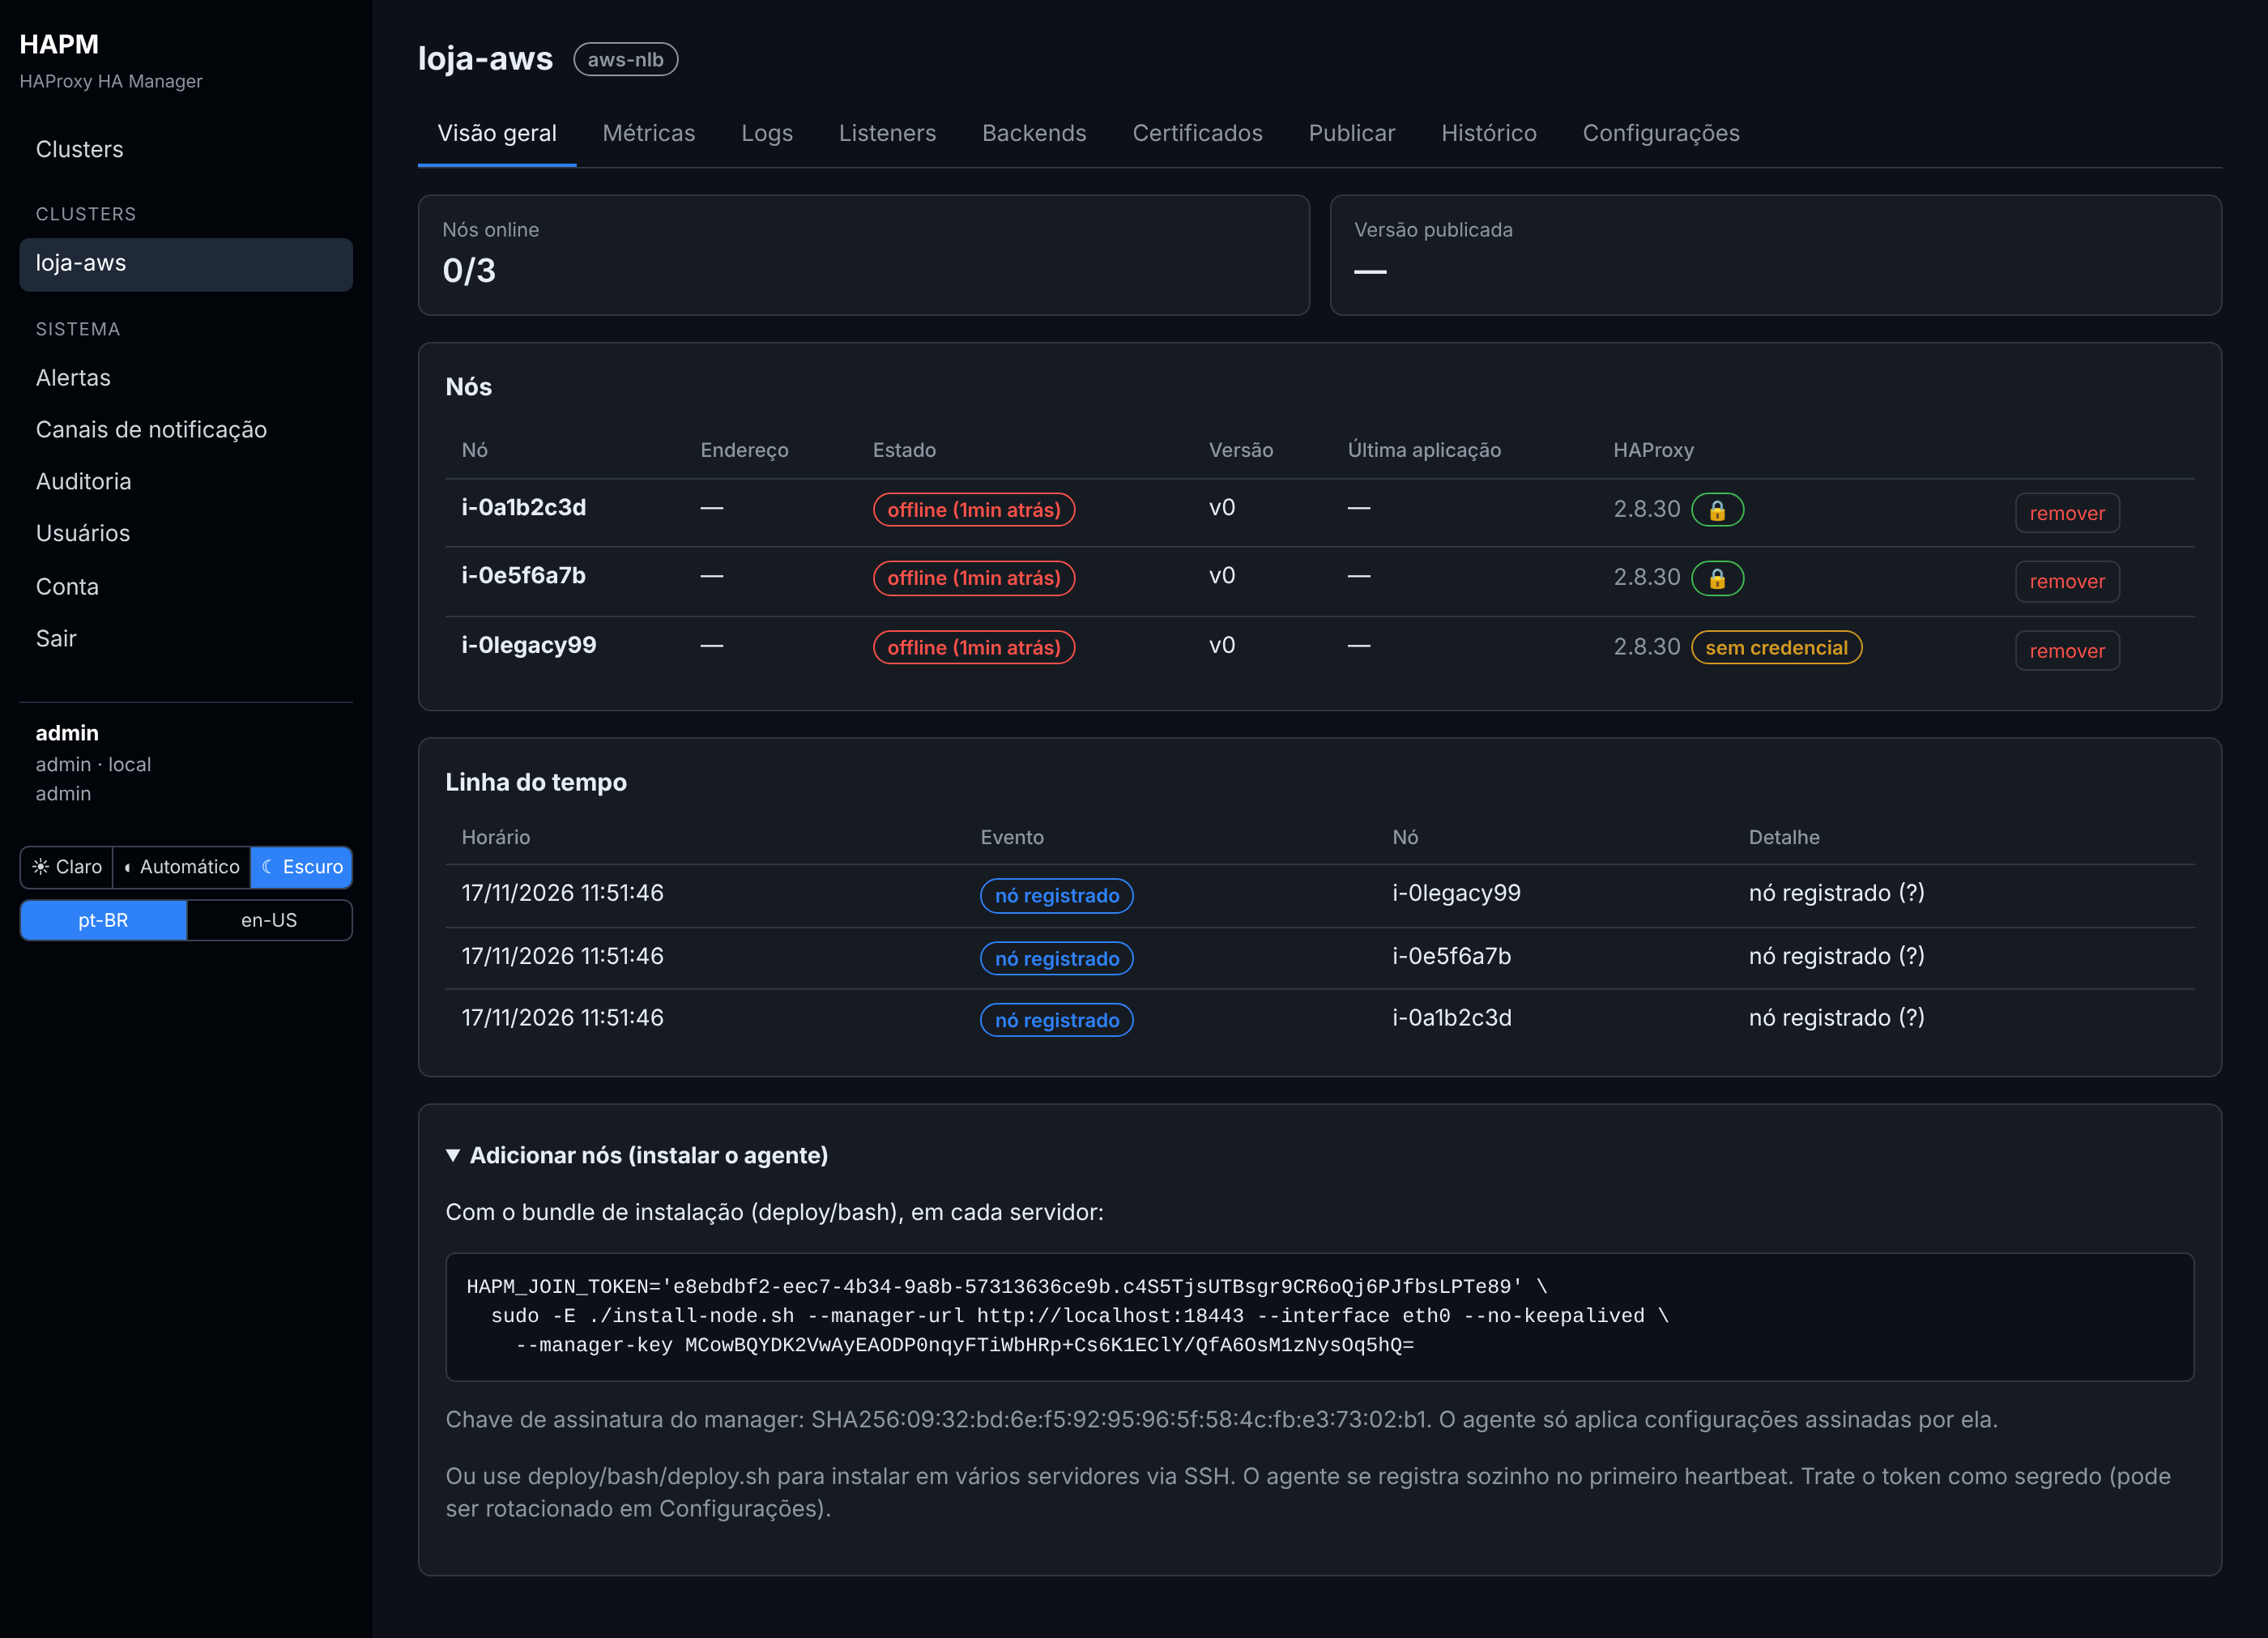 HAPM
HAProxy HA Manager
Clusters
CLUSTERS
loja-aws
SISTEMA
Alertas
Canais de notificação
Auditoria
Usuários
Conta
Sair
admin
admin · local
admin
Claro Automático Escuro
pt-BR en-US
loja-aws aws-nlb
Visão geral Métricas Logs Listeners Backends Certificados Publicar Histórico Configurações
Nós online
0/3
Versão publicada
—
Nós
Nó Endereço Estado Versão Última aplicação HAProxy
i-0a1b2c3d — offline (1min atrás) v0 — 2.8.30 🔒 remover
i-0e5f6a7b — offline (1min atrás) v0 — 2.8.30 🔒 remover
i-0legacy99 — offline (1min atrás) v0 — 2.8.30 sem credencial remover
Linha do tempo
Horário Evento Nó Detalhe
17/11/2026 11:51:46 nó registrado i-0legacy99 nó registrado (?)
17/11/2026 11:51:46 nó registrado i-0e5f6a7b nó registrado (?)
17/11/2026 11:51:46 nó registrado i-0a1b2c3d nó registrado (?)
▼ Adicionar nós (instalar o agente)
Com o bundle de instalação (deploy/bash), em cada servidor:
HAPM_JOIN_TOKEN='e8ebdbf2-eec7-4b34-9a8b-57313636ce9b.c4S5TjsUTBsgr9CR6oQj6PJfbsLPTe89' \
sudo -E ./install-node.sh --manager-url http://localhost:18443 --interface eth0 --no-keepalived \
--manager-key MCowBQYDK2VwAyEAODP0nqyFTiWbHRp+Cs6K1EClY/QfA6OsM1zNysOq5hQ=
Chave de assinatura do manager: SHA256:09:32:bd:6e:f5:92:95:96:5f:58:4c:fb:e3:73:02:b1. O agente só aplica configurações assinadas por ela.
Ou use deploy/bash/deploy.sh para instalar em vários servidores via SSH. O agente se registra sozinho no primeiro heartbeat. Trate o token como segredo (pode
ser rotacionado em Configurações).